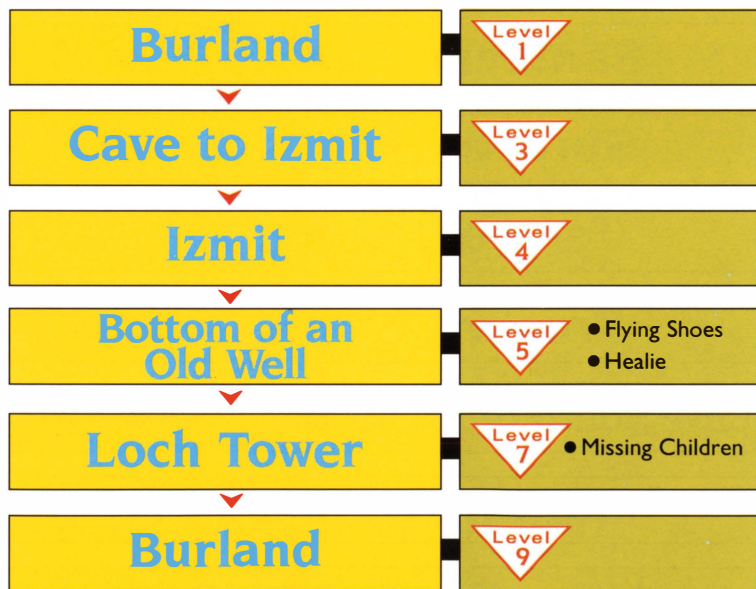 Burland
Level
1
Cave to Izmit
Level
3
Izmit
Level
4
Bottom of an
Old Well
Level
5
● Flying Shoes
● Healie
Loch Tower
Level
7
● Missing Children
Burland
Level
9